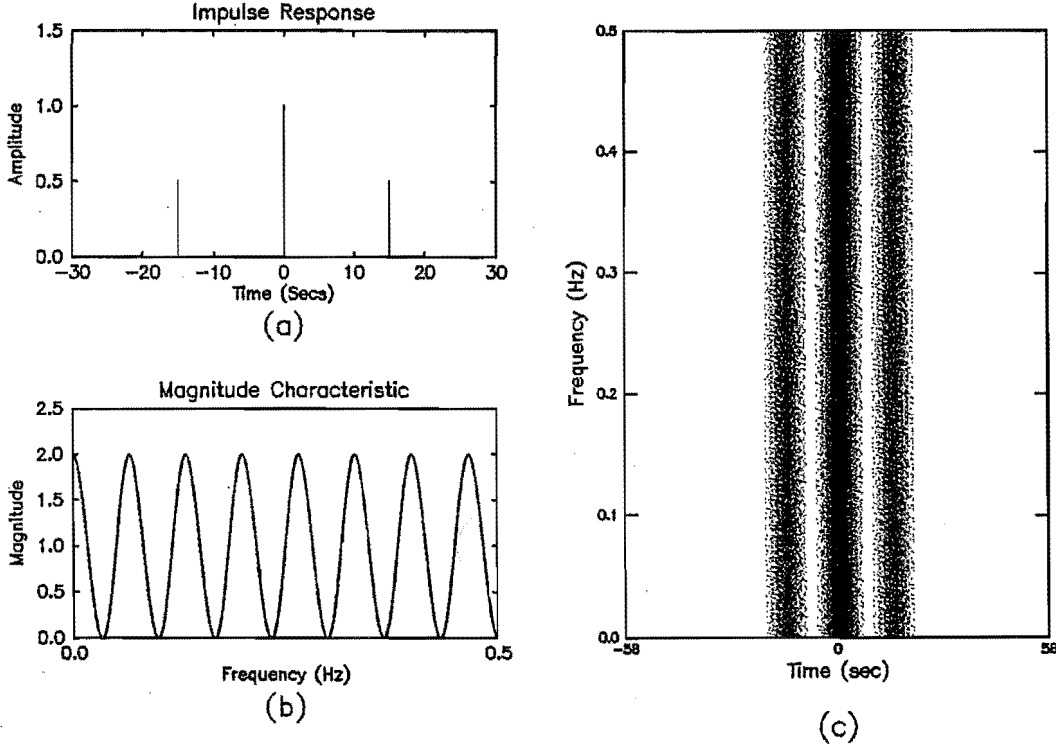 Impulse Response
1.5
1.0
0.5
0.0
Amplitude
-30 -20 -10 0 10 20 30
Time (Secs)
(a)
Magnitude Characteristic
2.5
2.0
1.5
1.0
0.5
0.0
Magnitude
0.0 0.5
Frequency (Hz)
(b)
0.5
0.4
0.3
0.2
0.1
0.0
Frequency (Hz)
-58 0 58
Time (sec)
(c)